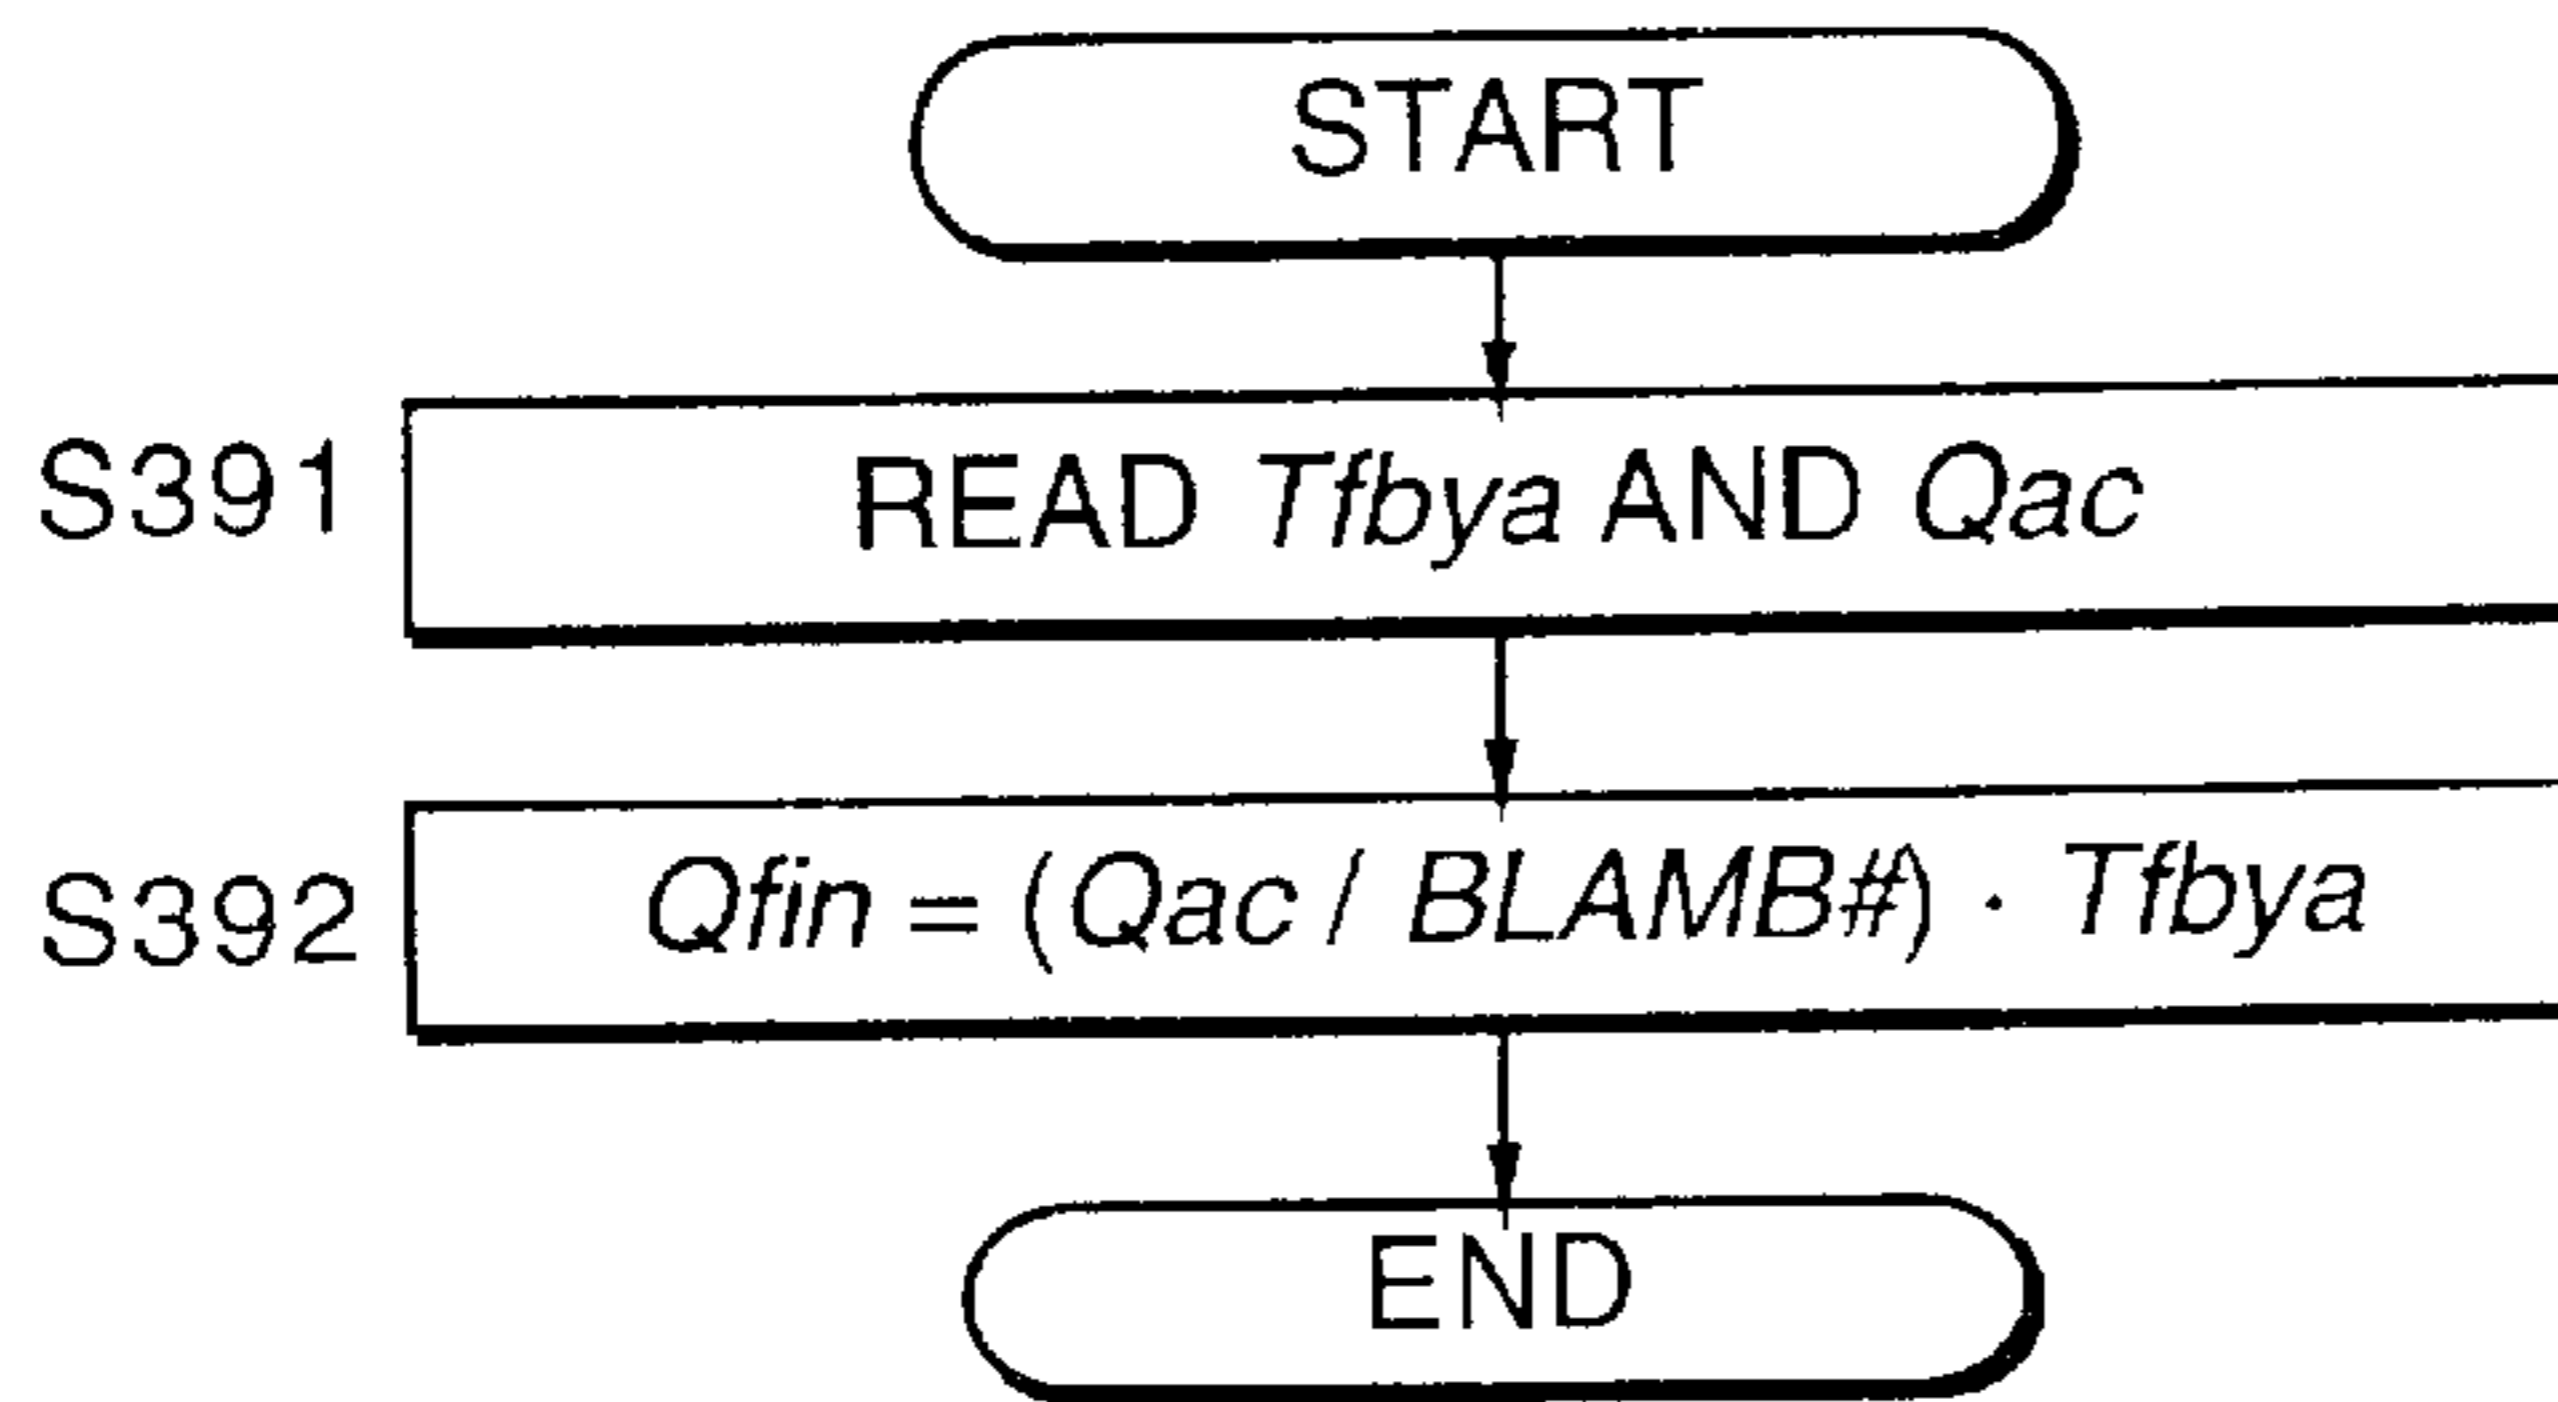 START
S391 READ Tfbya AND Qac
S392 Qfin = (Qac / BLAMB#) · Tfbya
END